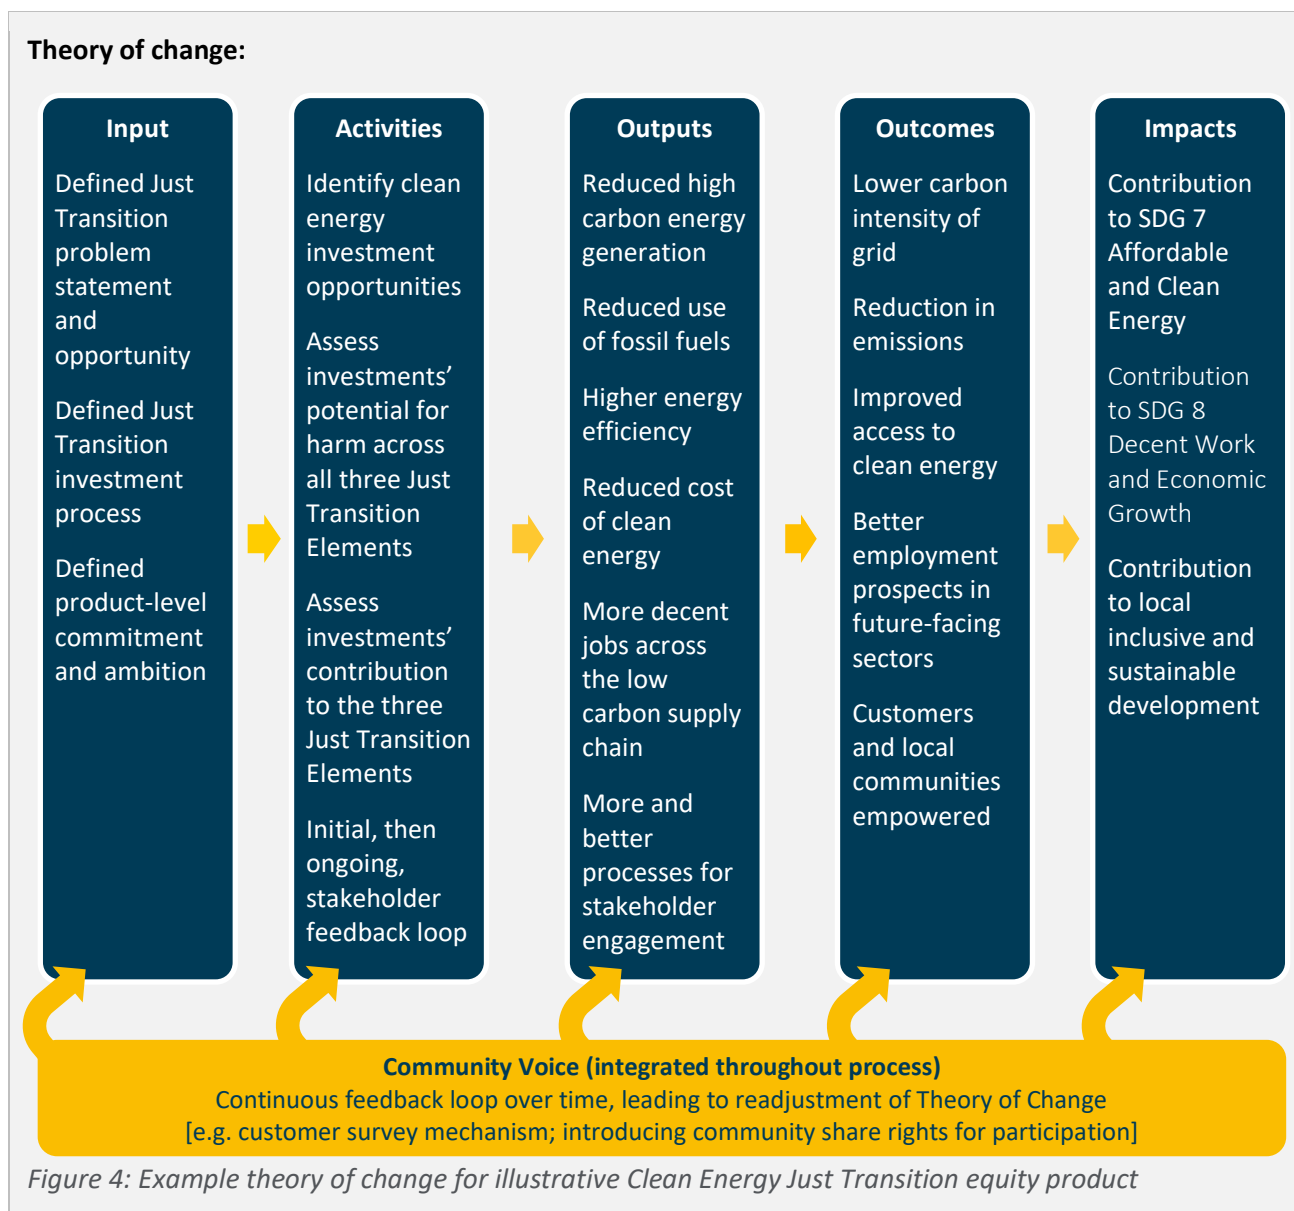 Theory of change:
Input
Defined Just
Transition
problem
statement
and
opportunity
Defined Just
Transition
investment
process
Defined
product-level
commitment
and ambition
Activities
Identify clean
energy
investment
opportunities
Assess
investments’
potential for
harm across
all three Just
Transition
Elements
Assess
investments’
contribution
to the three
Just Transition
Elements
Initial, then
ongoing,
stakeholder
feedback loop
Outputs
Reduced high
carbon energy
generation
Reduced use
of fossil fuels
Higher energy
efficiency
Reduced cost
of clean
energy
More decent
jobs across
the low
carbon supply
chain
More and
better
processes for
stakeholder
engagement
Outcomes
Lower carbon
intensity of
grid
Reduction in
emissions
Improved
access to
clean energy
Better
employment
prospects in
future-facing
sectors
Customers
and local
communities
empowered
Impacts
Contribution
to SDG 7
Affordable
and Clean
Energy
Contribution
to SDG 8
Decent Work
and Economic
Growth
Contribution
to local
inclusive and
sustainable
development
Community Voice (integrated throughout process)
Continuous feedback loop over time, leading to readjustment of Theory of Change
[e.g. customer survey mechanism; introducing community share rights for participation]
Figure 4: Example theory of change for illustrative Clean Energy Just Transition equity product